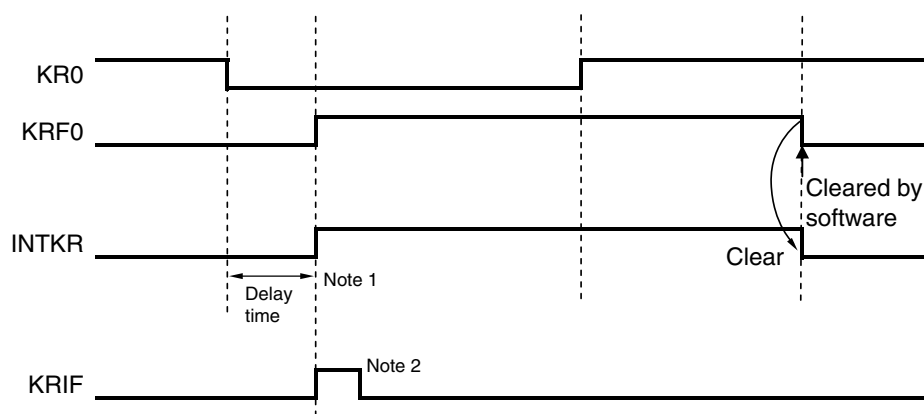 KR0
KRF0
Cleared by
software
INTKR
Clear
Note 1
Delay
time
Note 2
KRIF